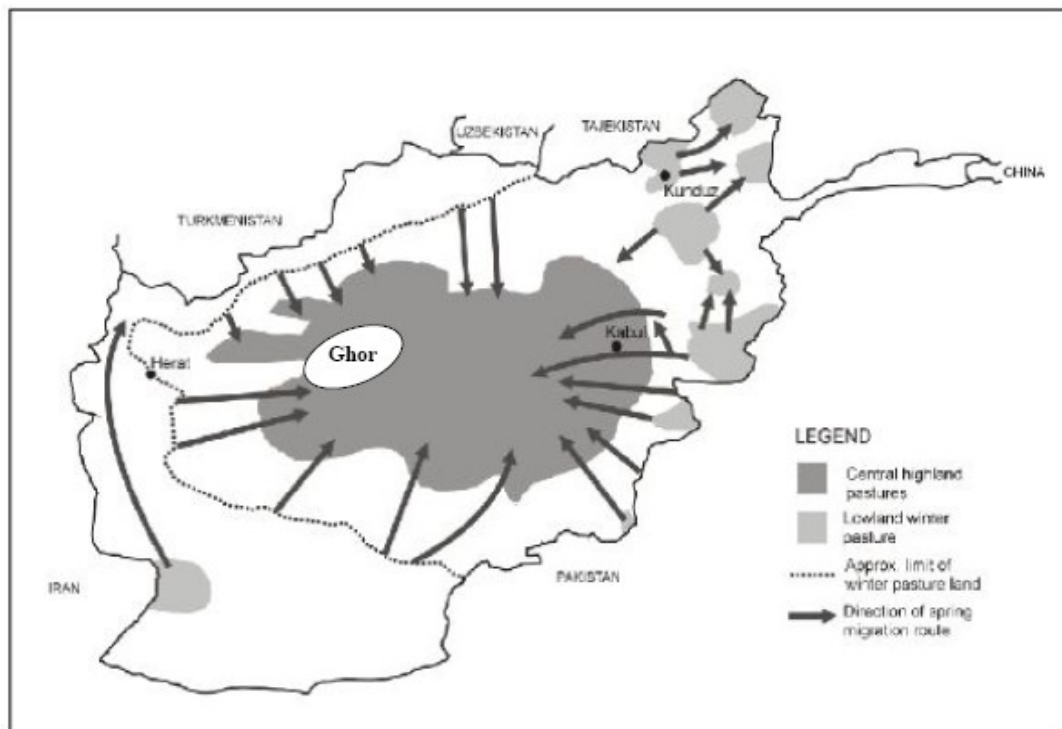 UZBEKISTAN
TAJEKISTAN
CHINA
Kunduz
TURKMENISTAN
Ghor
Kabul
Herat
LEGEND
Central highland
pastures
Lowland winter
pasture
Approx. limit of
winter pasture land
Direction of spring
migration route
IRAN
PAKISTAN